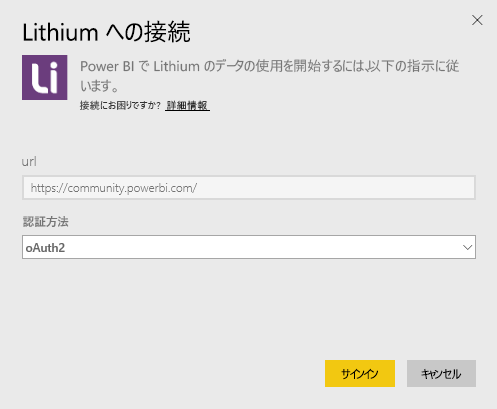 Lithium への接続
Li
Power BI で Lithium のデータの使用を開始するには、以下の指示に従
います。
接続にお困りですか? 詳細情報
url
https://community.powerbi.com/
認証方法
oAuth2
サインイン
キャンセル